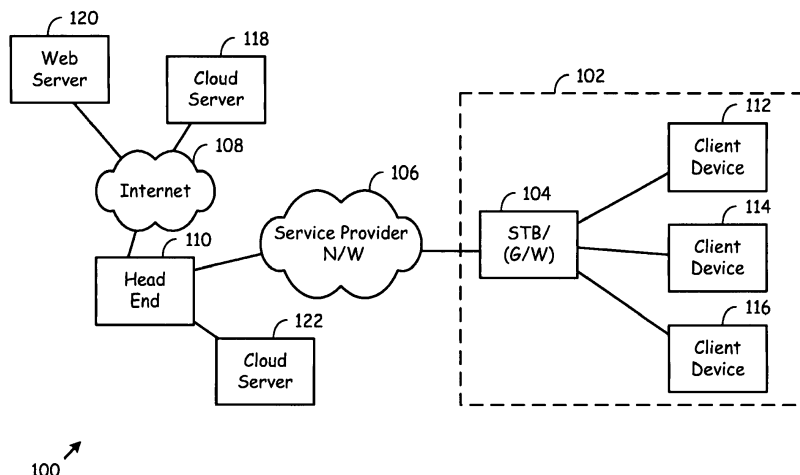 120
Web
Server
118
Cloud
Server
108
Internet
110
Head
End
122
Cloud
Server
106
Service Provider
N/W
102
104
STB/
(G/W)
112
Client
Device
114
Client
Device
116
Client
Device
100